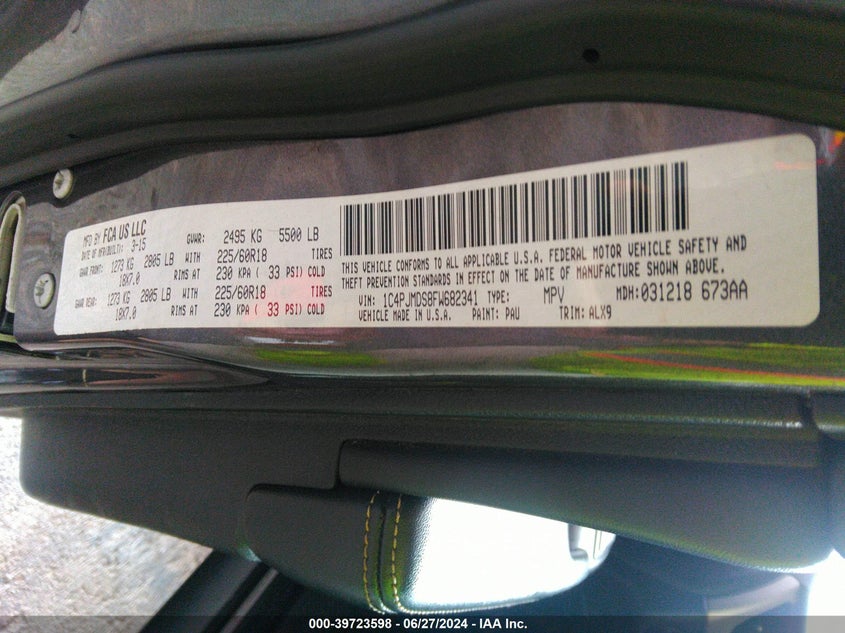 MFD BY FCA US LLC
DATE OF MFR/BUILT: 3-15
GVWR: 2495 KG 5500 LB
GAWR FRONT: 1273 KG 2805 LB WITH 225/60R18 TIRES
18X7.0 RIMS AT 230 KPA ( 33 PSI) COLD
GAWR REAR: 1273 KG 2805 LB WITH 225/60R18 TIRES
18X7.0 RIMS AT 230 KPA ( 33 PSI) COLD
THIS VEHICLE CONFORMS TO ALL APPLICABLE U.S.A. FEDERAL MOTOR VEHICLE SAFETY AND
THEFT PREVENTION STANDARDS IN EFFECT ON THE DATE OF MANUFACTURE SHOWN ABOVE.
VIN: 1C4PJMDS8FW682341 TYPE: MPV MDH: 031218 673AA
VEHICLE MADE IN U.S.A. PAINT: PAU TRIM: ALX9
000-39723598 - 06/27/2024 - IAA Inc.